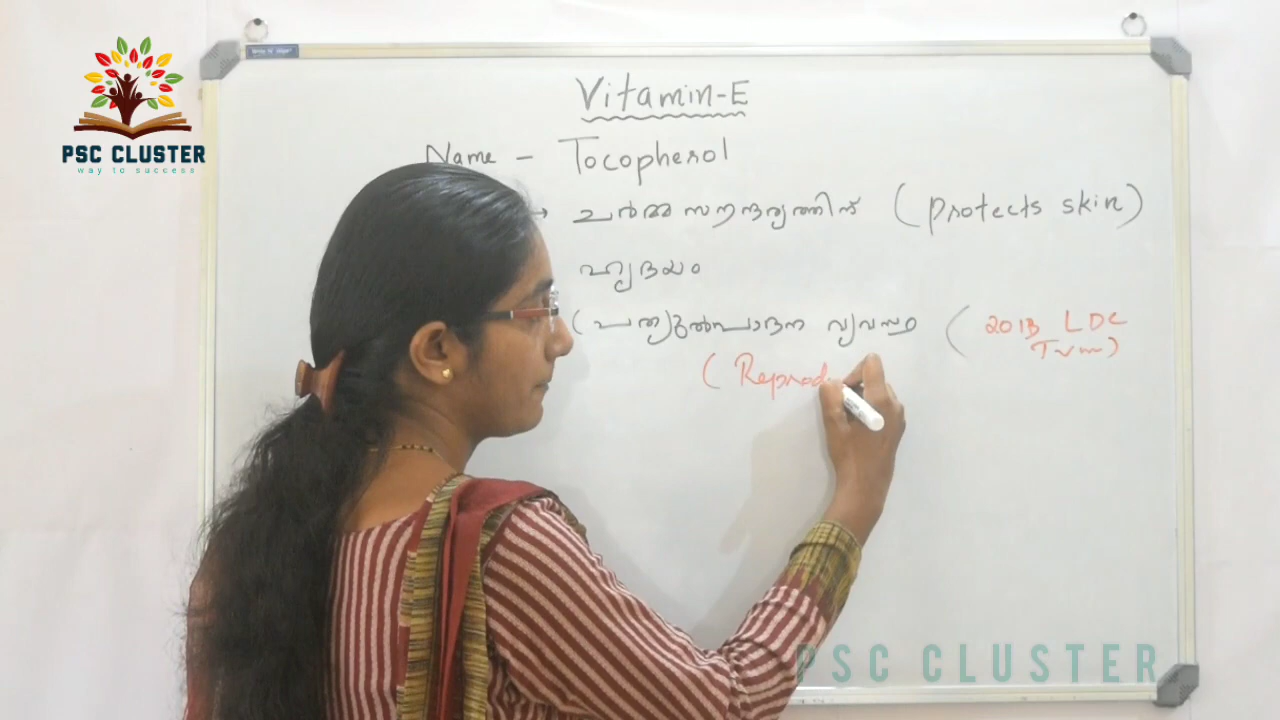 PSC CLUSTER
way to success
Vitamin-E
Name - Tocopherol
→ ചർമ്മ സൗന്ദര്യത്തിന് (protects skin)
ഹൃദയം
(പ്രത്യുൽപാദന വ്യവസ്ഥ (2013 LDC
Tvm)
(Reprod
PSC CLUSTER